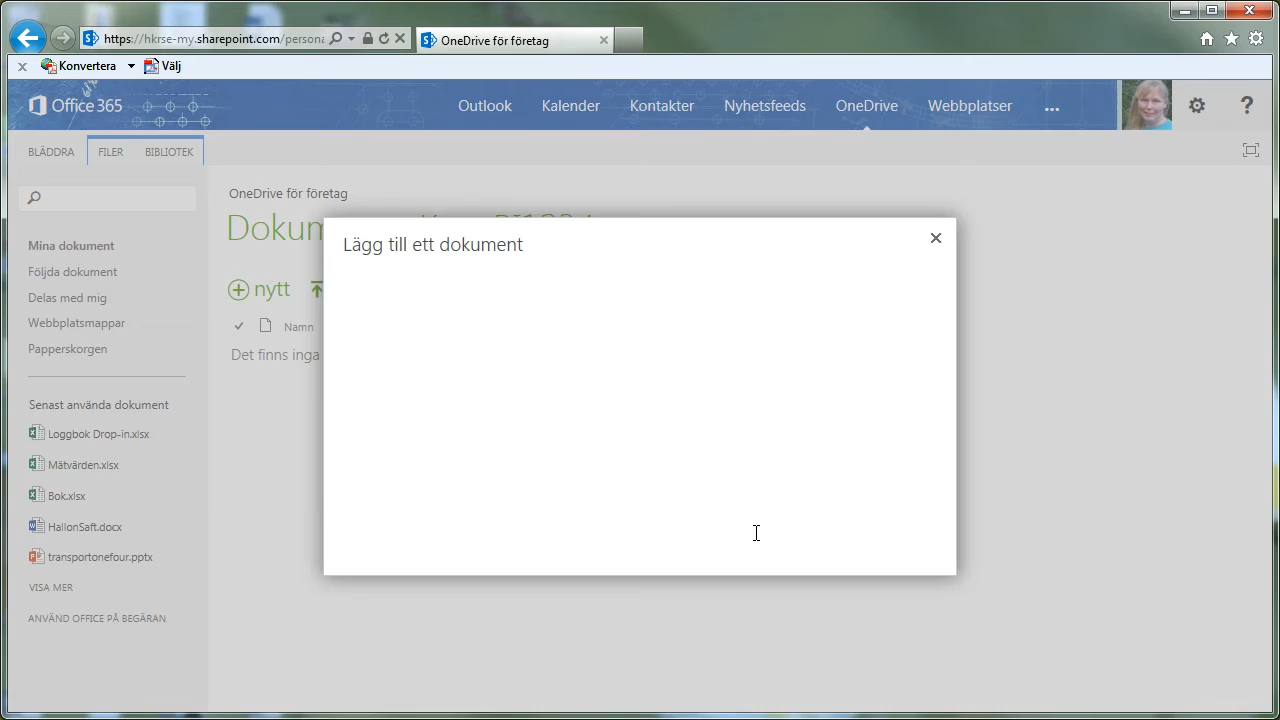 https://hkrse-my.sharepoint.com/persona
OneDrive för företag
Konvertera
Välj
Office 365
Outlook
Kalender
Kontakter
Nyhetsfeeds
OneDrive
Webbplatser
...
BLÄDDRA
FILER
BIBLIOTEK
OneDrive för företag
Dokum
Lägg till ett dokument
Mina dokument
Följda dokument
Delas med mig
Webbplatsmappar
Papperskorgen
nytt
Namn
Det finns inga
Senast använda dokument
Loggbok Drop-in.xlsx
Mätvärden.xlsx
Bok.xlsx
HallonSaft.docx
transportonefour.pptx
VISA MER
ANVÄND OFFICE PÅ BEGÄRAN